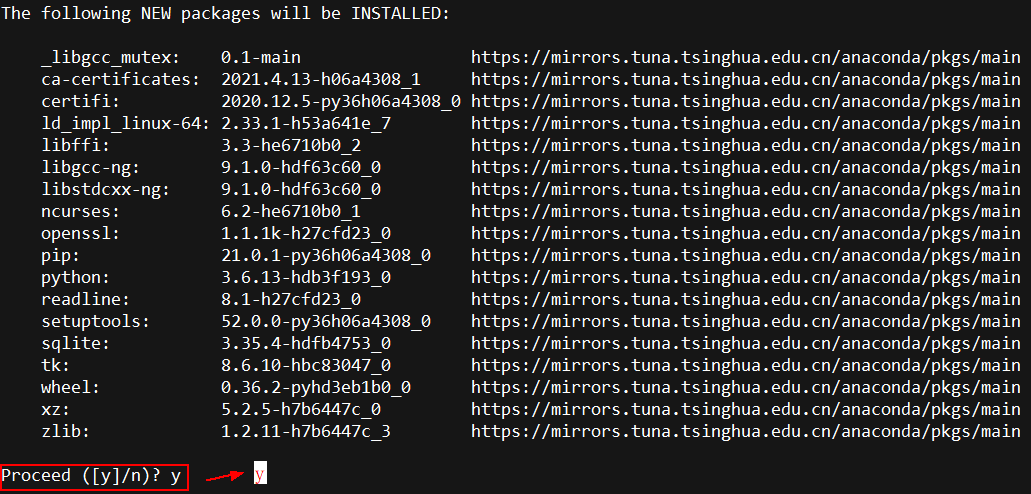 The following NEW packages will be INSTALLED:
_libgcc_mutex: 0.1-main https://mirrors.tuna.tsinghua.edu.cn/anaconda/pkgs/main
ca-certificates: 2021.4.13-h06a4308_1 https://mirrors.tuna.tsinghua.edu.cn/anaconda/pkgs/main
certifi: 2020.12.5-py36h06a4308_0 https://mirrors.tuna.tsinghua.edu.cn/anaconda/pkgs/main
ld_impl_linux-64: 2.33.1-h53a641e_7 https://mirrors.tuna.tsinghua.edu.cn/anaconda/pkgs/main
libffi: 3.3-he6710b0_2 https://mirrors.tuna.tsinghua.edu.cn/anaconda/pkgs/main
libgcc-ng: 9.1.0-hdf63c60_0 https://mirrors.tuna.tsinghua.edu.cn/anaconda/pkgs/main
libstdcxx-ng: 9.1.0-hdf63c60_0 https://mirrors.tuna.tsinghua.edu.cn/anaconda/pkgs/main
ncurses: 6.2-he6710b0_1 https://mirrors.tuna.tsinghua.edu.cn/anaconda/pkgs/main
openssl: 1.1.1k-h27cfd23_0 https://mirrors.tuna.tsinghua.edu.cn/anaconda/pkgs/main
pip: 21.0.1-py36h06a4308_0 https://mirrors.tuna.tsinghua.edu.cn/anaconda/pkgs/main
python: 3.6.13-hdb3f193_0 https://mirrors.tuna.tsinghua.edu.cn/anaconda/pkgs/main
readline: 8.1-h27cfd23_0 https://mirrors.tuna.tsinghua.edu.cn/anaconda/pkgs/main
setuptools: 52.0.0-py36h06a4308_0 https://mirrors.tuna.tsinghua.edu.cn/anaconda/pkgs/main
sqlite: 3.35.4-hdfb4753_0 https://mirrors.tuna.tsinghua.edu.cn/anaconda/pkgs/main
tk: 8.6.10-hbc83047_0 https://mirrors.tuna.tsinghua.edu.cn/anaconda/pkgs/main
wheel: 0.36.2-pyhd3eb1b0_0 https://mirrors.tuna.tsinghua.edu.cn/anaconda/pkgs/main
xz: 5.2.5-h7b6447c_0 https://mirrors.tuna.tsinghua.edu.cn/anaconda/pkgs/main
zlib: 1.2.11-h7b6447c_3 https://mirrors.tuna.tsinghua.edu.cn/anaconda/pkgs/main
Proceed ([y]/n)? y y